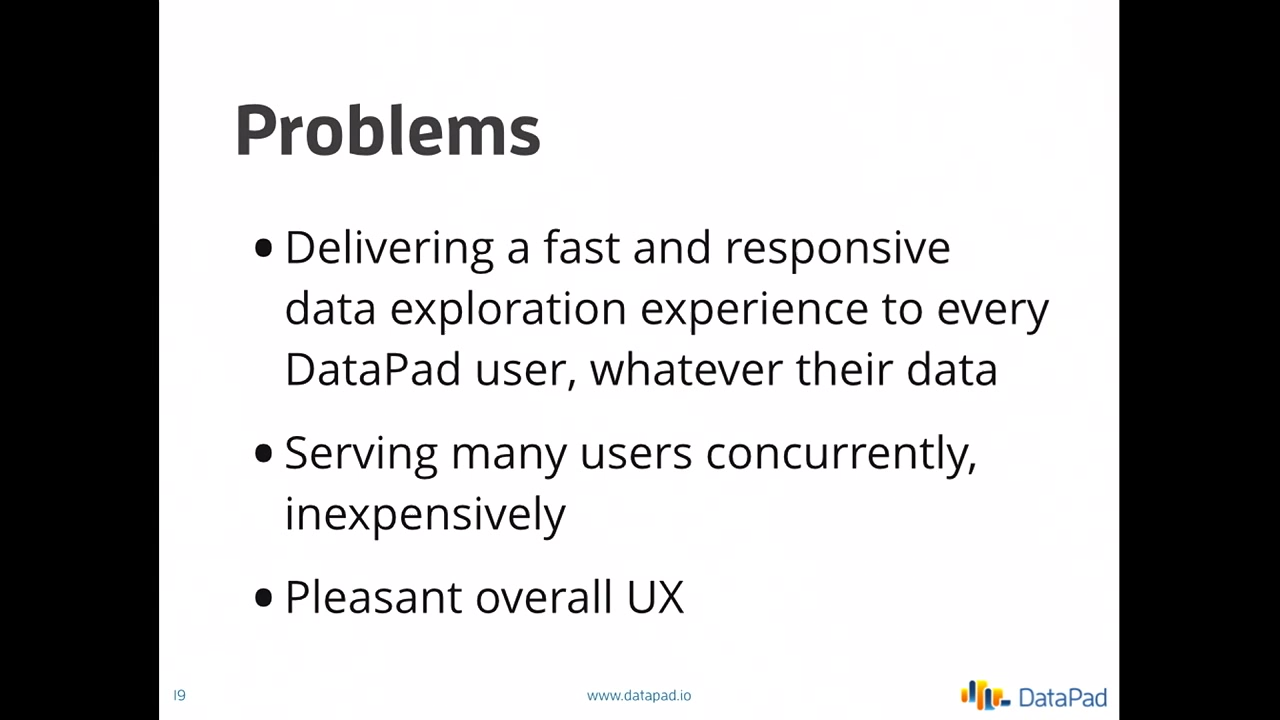 Problems
• Delivering a fast and responsive
data exploration experience to every
DataPad user, whatever their data
• Serving many users concurrently,
inexpensively
• Pleasant overall UX
19
www.datapad.io
DataPad